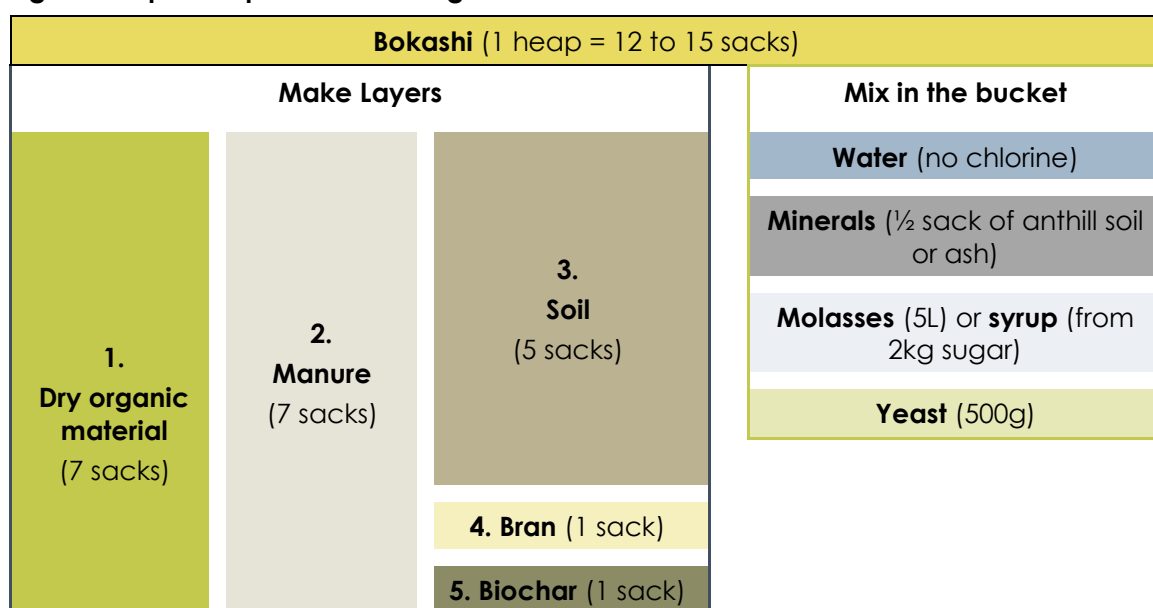 Bokashi (1 heap = 12 to 15 sacks)
Make Layers
1.
Dry organic
material
(7 sacks)
2.
Manure
(7 sacks)
3.
Soil
(5 sacks)
4. Bran (1 sack)
5. Biochar (1 sack)
Mix in the bucket
Water (no chlorine)
Minerals (½ sack of anthill soil
or ash)
Molasses (5L) or syrup (from
2kg sugar)
Yeast (500g)